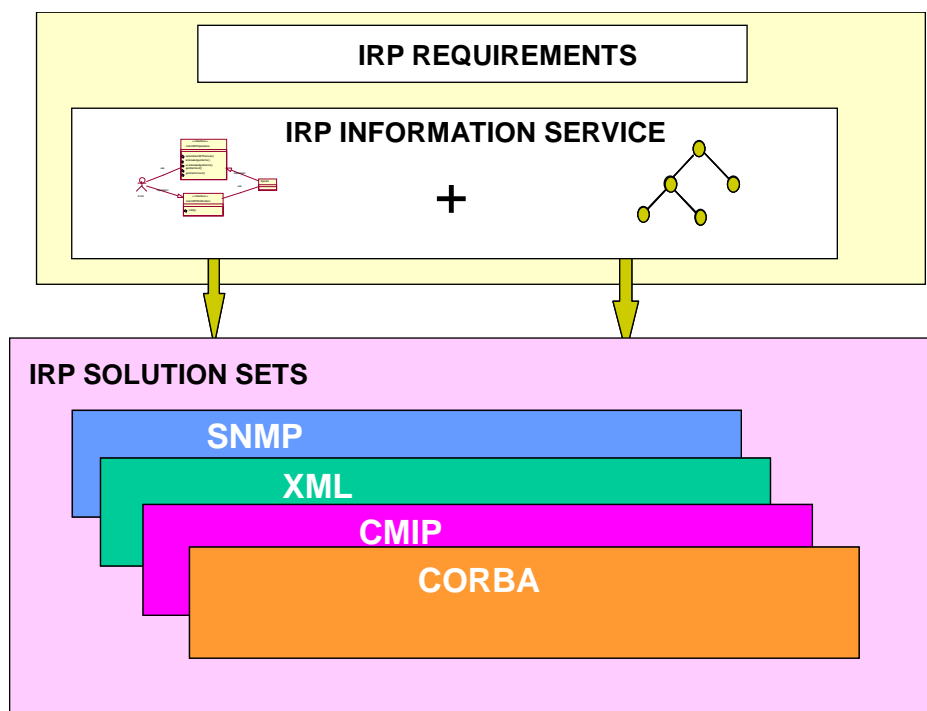 IRP REQUIREMENTS
IRP INFORMATION SERVICE
+
IRP SOLUTION SETS
SNMP
XML
CMIP
CORBA